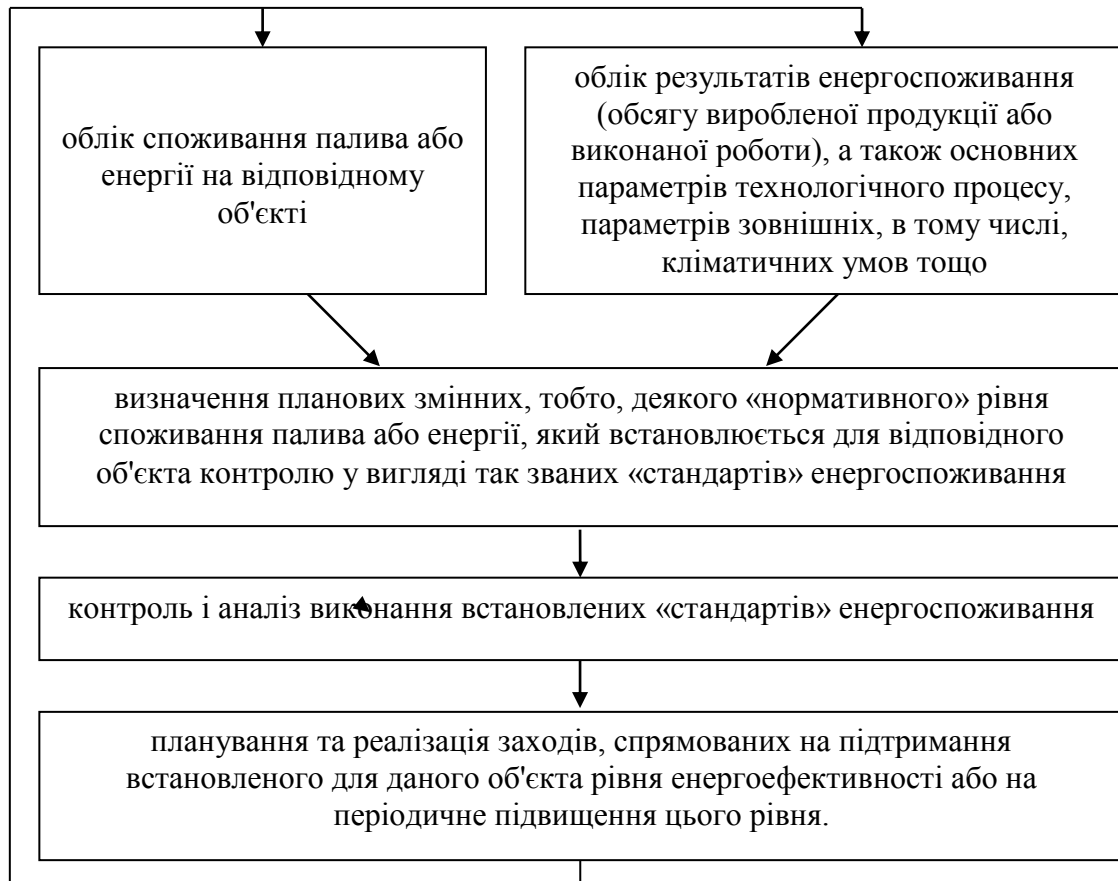 облік споживання палива або
енергії на відповідному
об'єкті
облік результатів енергоспоживання
(обсягу виробленої продукції або
виконаної роботи), а також основних
параметрів технологічного процесу,
параметрів зовнішніх, в тому числі,
кліматичних умов тощо
визначення планових змінних, тобто, деякого «нормативного» рівня
споживання палива або енергії, який встановлюється для відповідного
об'єкта контролю у вигляді так званих «стандартів» енергоспоживання
контроль і аналіз виконання встановлених «стандартів» енергоспоживання
планування та реалізація заходів, спрямованих на підтримання
встановленого для даного об'єкта рівня енергоефективності або на
періодичне підвищення цього рівня.